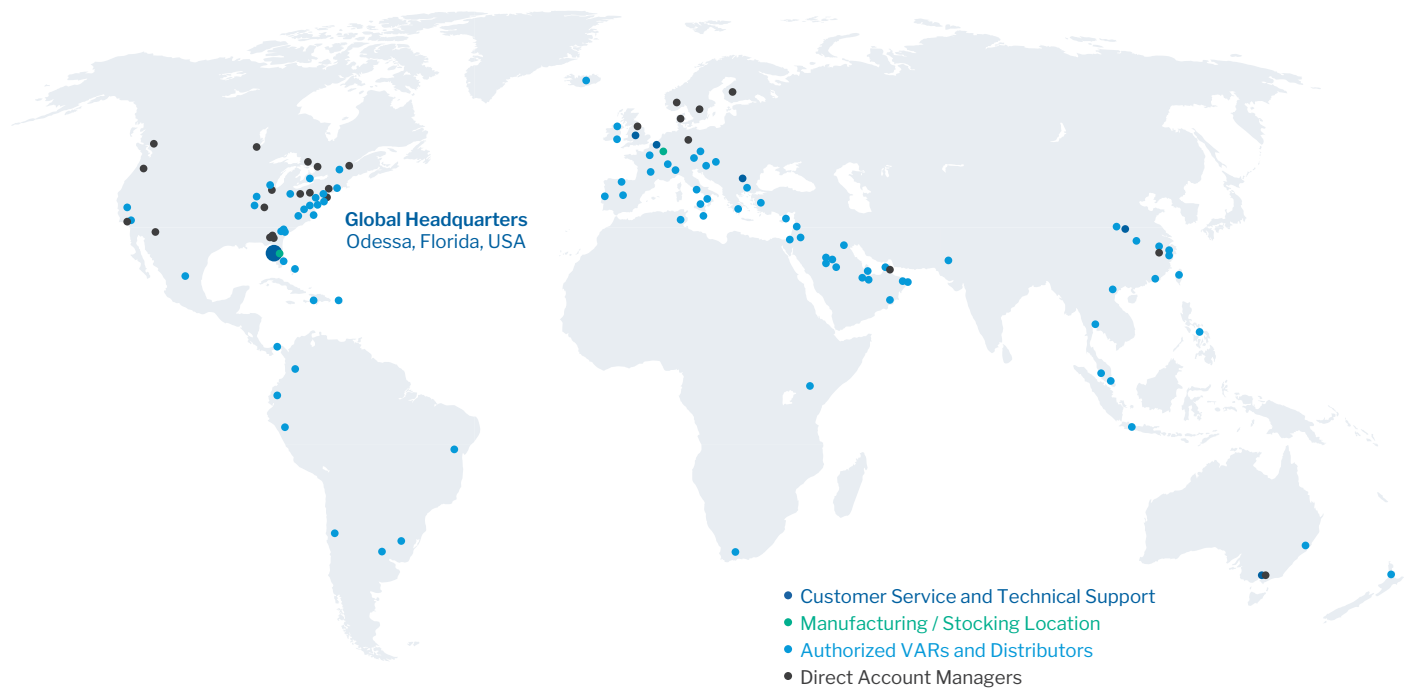 Global Headquarters
Odessa, Florida, USA
Customer Service and Technical Support
Manufacturing / Stocking Location
Authorized VARs and Distributors
Direct Account Managers